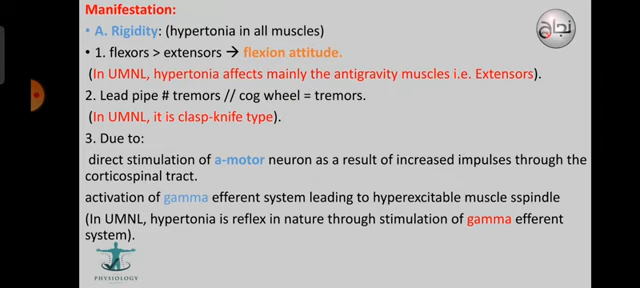 Manifestation:
نجاح
• A. Rigidity: (hypertonia in all muscles)
• 1. flexors > extsensors → flexion attitude.
(In UMNL, hypertonia affects mainly the antigravity muscles i.e. Extensors).
2. Lead pipe # tremors // cog wheel = tremors.
(In UMNL, it is clasp-knife type).
3. Due to:
direct stimulation of a-motor neuron as a result of increased impulses through the
corticospinal tract.
activation of gamma efferent system leading to hyperexcitable muscle sspindle
(In UMNL, hypertonia is reflex in nature through stimulation of gamma efferent
system).
PHYSIOLOGY